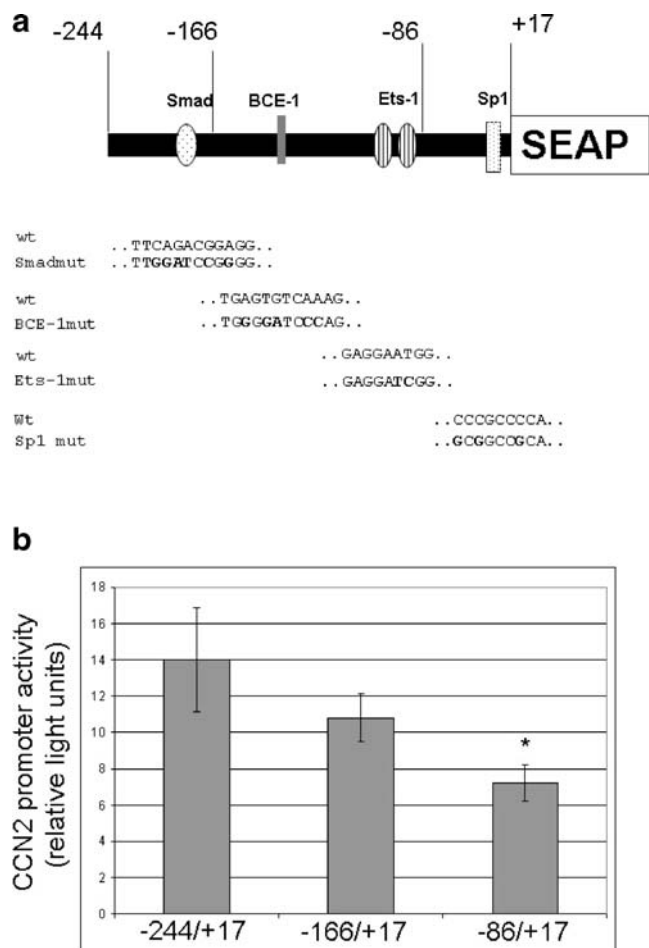 a
-244 -166 -86 +17
Smad BCE-1 Ets-1 Sp1
SEAP
wt ..TTCAGACGGAGG..
Smadmut ..TTGGATCCGGGG..
wt ..TGAGTGTCAAAG..
BCE-1mut ..TGGGGATCCCAG..
wt ..GAGGAATGG..
Ets-1mut ..GAGGATCGG..
Wt ..CCCGCCCCA..
Sp1 mut ..GCGGCCGCA..
b
CCN2 promoter activity
(relative light units)
18
16
14
12
10
8
6
4
2
0
*
-244/+17 -166/+17 -86/+17